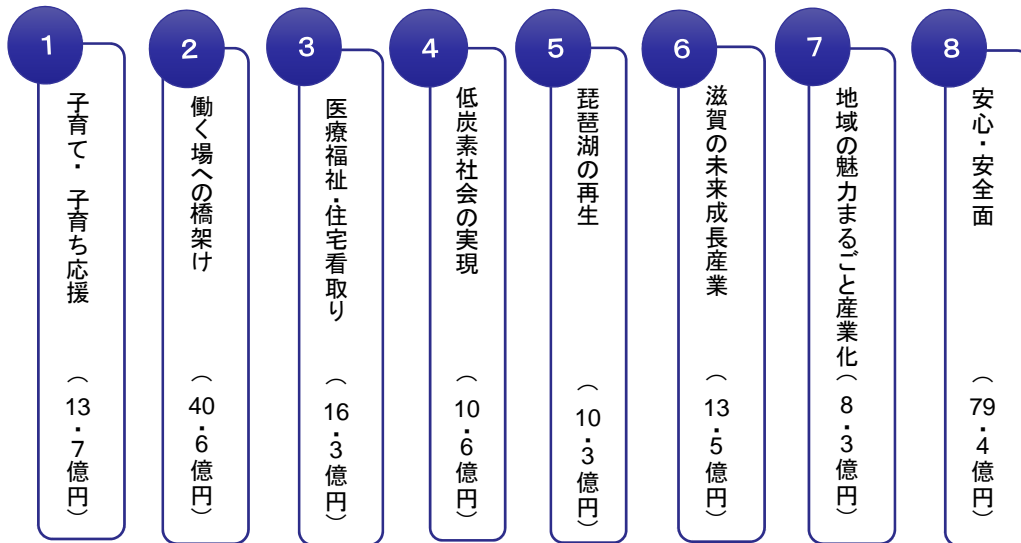 1
子育て・ 子育ち応援 （13・7億円）
2
働く場への橋架け （40・6億円）
3
医療福祉・住宅看取り （16・3億円）
4
低炭素社会の実現 （10・6億円）
5
琵琶湖の再生 （10・3億円）
6
滋賀の未来成長産業 （13・5億円）
7
地域の魅力まるごと産業化（8・3億円）
8
安心・安全面 （79・4億円）